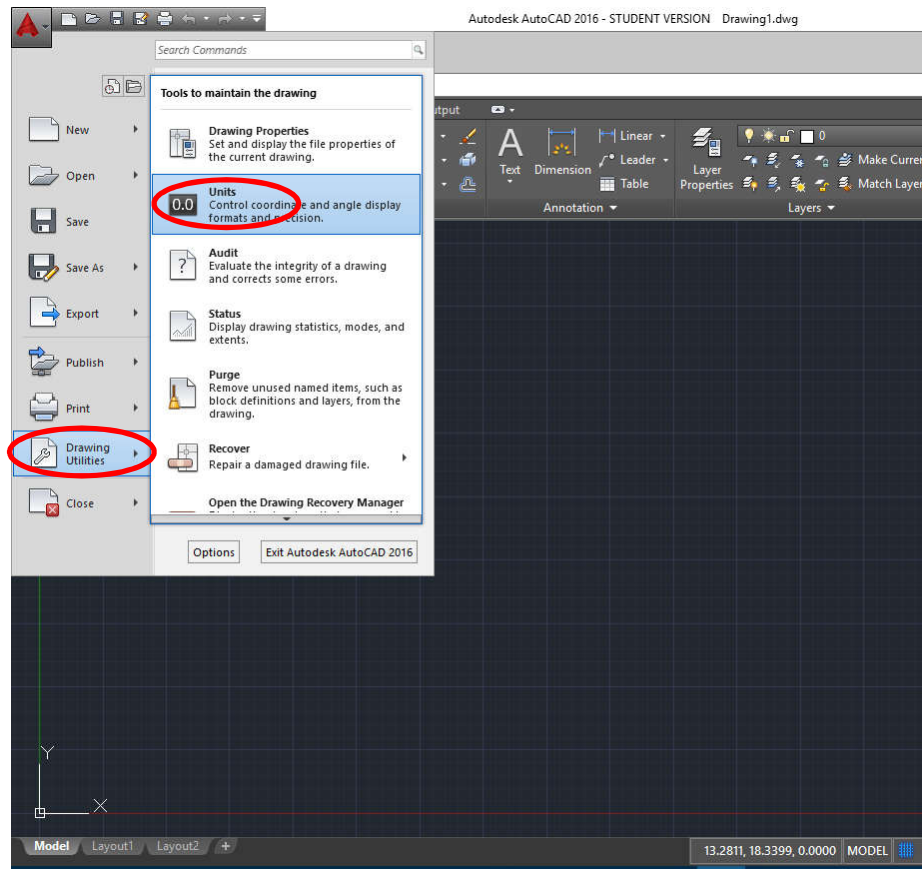 Autodesk AutoCAD 2016 - STUDENT VERSION Drawing1.dwg
Search Commands
Tools to maintain the drawing
New
Open
Save
Save As
Export
Publish
Print
Drawing
Utilities
Close
Drawing Properties
Set and display the file properties of
the current drawing.
0.0
Units
Control coordinate and angle display
formats and precision.
Audit
Evaluate the integrity of a drawing
and corrects some errors.
Status
Display drawing statistics, modes, and
extents.
Purge
Remove unused named items, such as
block definitions and layers, from the
drawing.
Recover
Repair a damaged drawing file.
Open the Drawing Recovery Manager
Options
Exit Autodesk AutoCAD 2016
A
Text
Dimension
Linear
Leader
Table
Annotation
Layer
Properties
0
Make Curren
Match Layer
Layers
Y
X
Model Layout1 Layout2 +
13.2811, 18.3399, 0.0000 MODEL